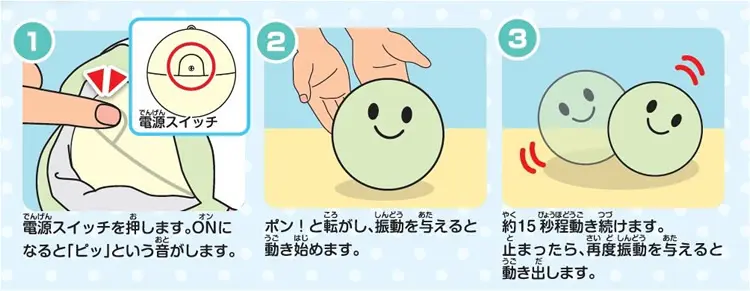 1
電源スイッチ
電源スイッチを押します。ONに
なると「ピッ」という音がします。
2
ポン！と転がし、振動を与えると
動き始めます。
3
約15秒程動き続けます。
止まったら、再度振動を与えると
動き出します。